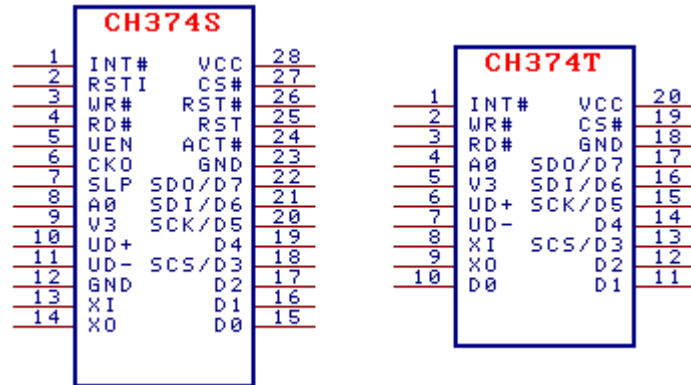 CH374S
1 INT# VCC 28
2 RSTI CS# 27
3 WR# RST# 26
4 RD# RST 25
5 UEN ACT# 24
6 CKO GND 23
7 SLP SDO/D7 22
8 A0 SDI/D6 21
9 V3 SCK/D5 20
10 UD+ D4 19
11 UD- SCS/D3 18
12 GND D2 17
13 XI D1 16
14 XO D0 15
CH374T
1 INT# VCC 20
2 WR# CS# 19
3 RD# GND 18
4 A0 SDO/D7 17
5 V3 SDI/D6 16
6 UD+ SCK/D5 15
7 UD- D4 14
8 XI SCS/D3 13
9 XO D2 12
10 D0 D1 11